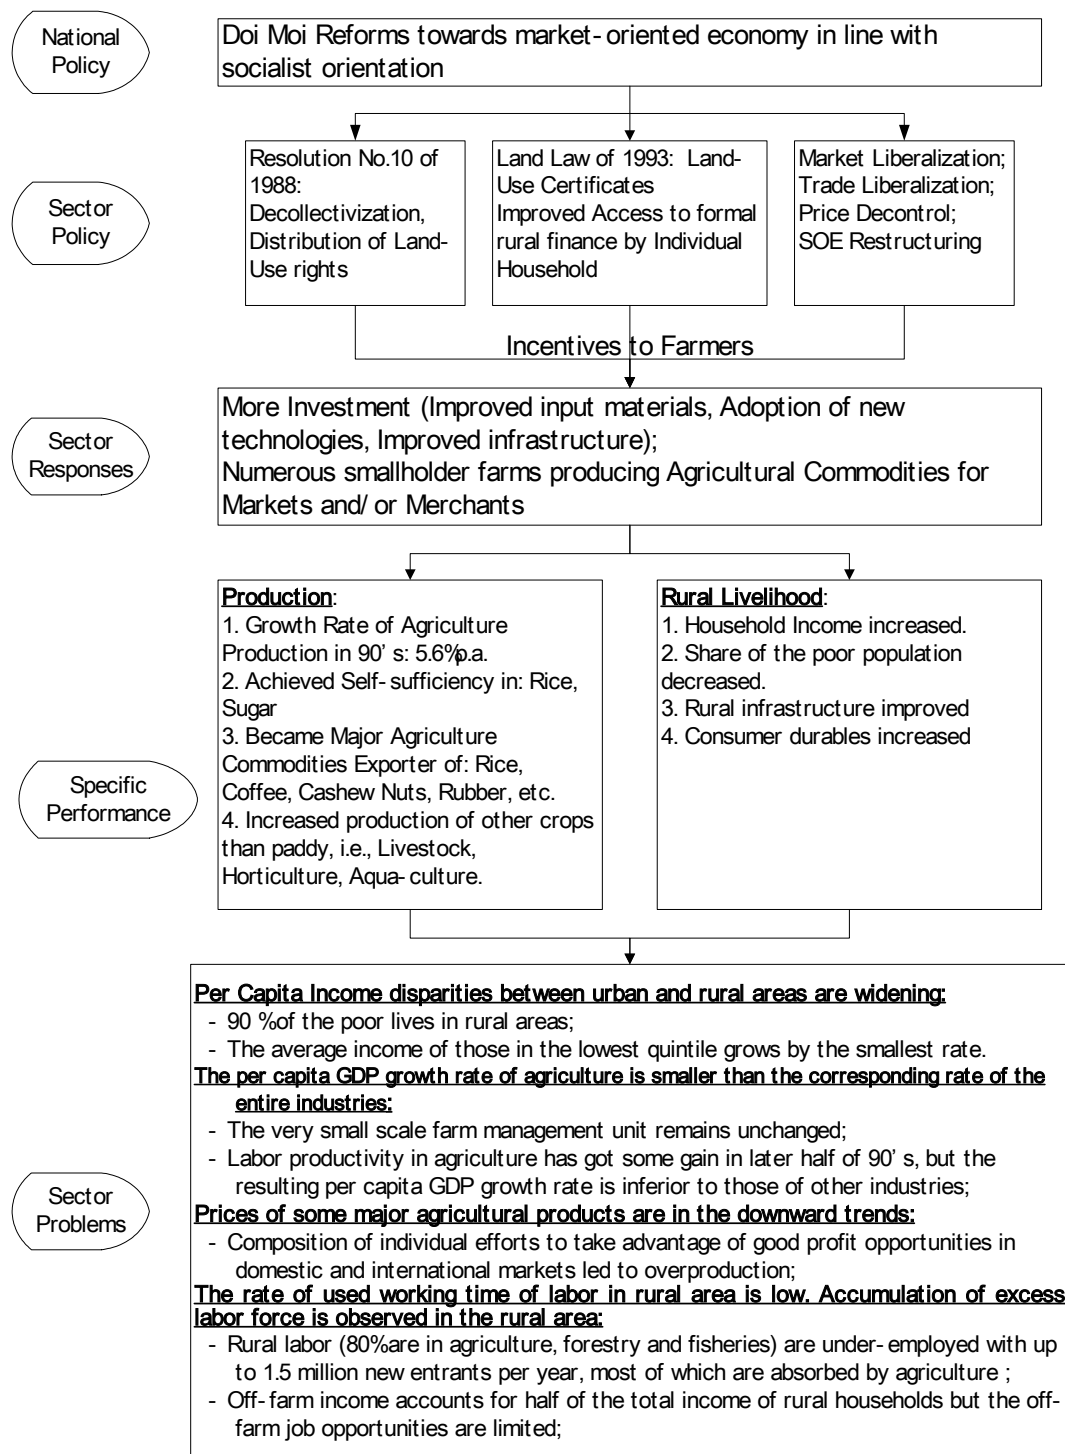 National
Policy
Doi Moi Reforms towards market-oriented economy in line with
socialist orientation
Sector
Policy
Resolution No.10 of
1988:
Decollectivization,
Distribution of Land-
Use rights
Land Law of 1993: Land-
Use Certificates
Improved Access to formal
rural finance by Individual
Household
Market Liberalization;
Trade Liberalization;
Price Decontrol;
SOE Restructuring
Incentives to Farmers
Sector
Responses
More Investment (Improved input materials, Adoption of new
technologies, Improved infrastructure);
Numerous smallholder farms producing Agricultural Commodities for
Markets and/ or Merchants
Specific
Performance
Production:
1. Growth Rate of Agriculture
Production in 90' s: 5.6%p.a.
2. Achieved Self-sufficiency in: Rice,
Sugar
3. Became Major Agriculture
Commodities Exporter of: Rice,
Coffee, Cashew Nuts, Rubber, etc.
4. Increased production of other crops
than paddy, i.e., Livestock,
Horticulture, Aqua-culture.
Rural Livelihood:
1. Household Income increased.
2. Share of the poor population
decreased.
3. Rural infrastructure improved
4. Consumer durables increased
Sector
Problems
Per Capita Income disparities between urban and rural areas are widening:
- 90 %of the poor lives in rural areas;
- The average income of those in the lowest quintile grows by the smallest rate.
The per capita GDP growth rate of agriculture is smaller than the corresponding rate of the
entire industries:
- The very small scale farm management unit remains unchanged;
- Labor productivity in agriculture has got some gain in later half of 90' s, but the
resulting per capita GDP growth rate is inferior to those of other industries;
Prices of some major agricultural products are in the downward trends:
- Composition of individual efforts to take advantage of good profit opportunities in
domestic and international markets led to overproduction;
The rate of used working time of labor in rural area is low. Accumulation of excess
labor force is observed in the rural area:
- Rural labor (80%are in agriculture, forestry and fisheries) are under-employed with up
to 1.5 million new entrants per year, most of which are absorbed by agriculture ;
- Off-farm income accounts for half of the total income of rural households but the off-
farm job opportunities are limited;